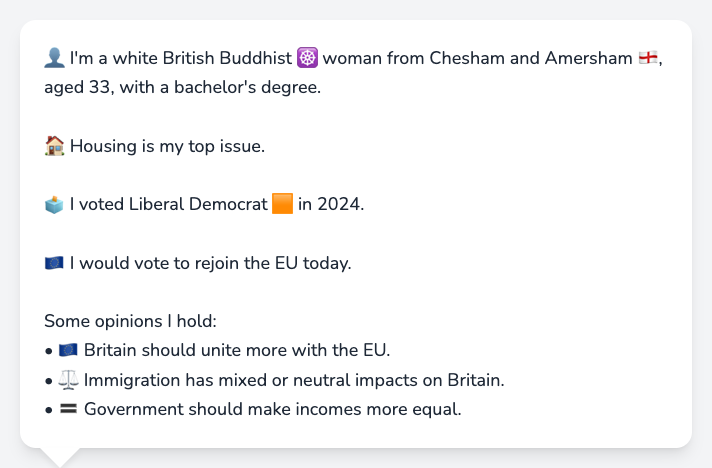 👤 I'm a white British Buddhist ☸️ woman from Chesham and Amersham 🏴󠁧󠁢󠁥󠁮󠁧󠁿,
aged 33, with a bachelor's degree.
🏠 Housing is my top issue.
🗳️ I voted Liberal Democrat 🟧 in 2024.
🇪🇺 I would vote to rejoin the EU today.
Some opinions I hold:
• 🇪🇺 Britain should unite more with the EU.
• ⚖️ Immigration has mixed or neutral impacts on Britain.
• 🟰 Government should make incomes more equal.